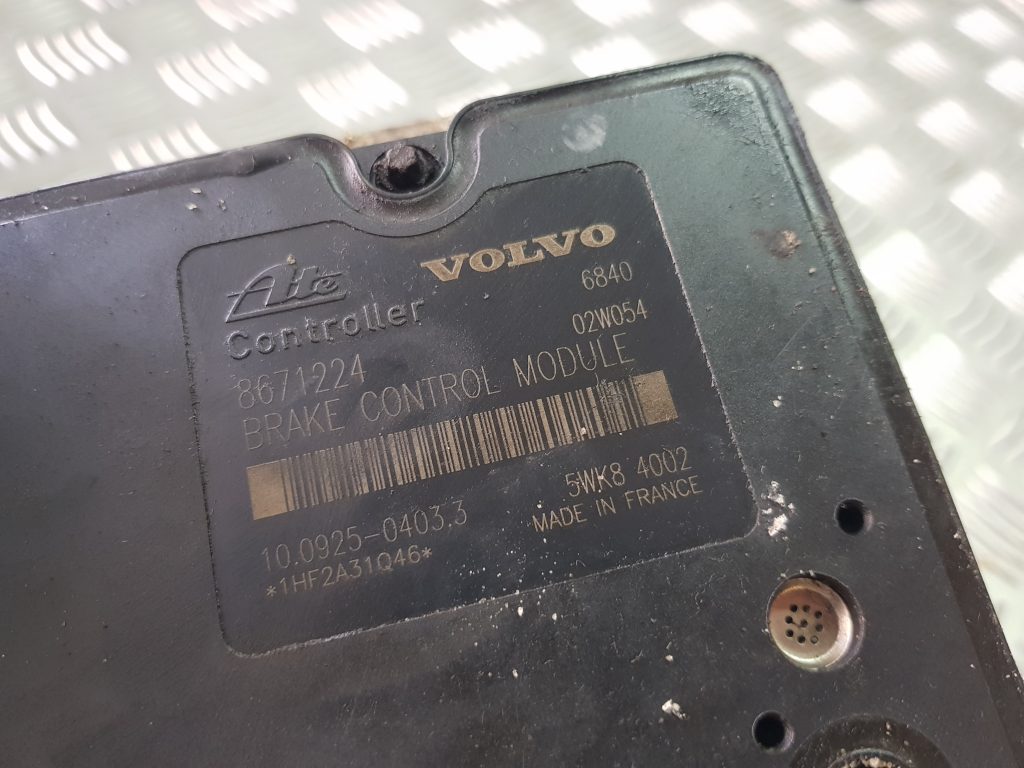 Ate VOLVO
Controller 6840
02W054
8671224
BRAKE CONTROL MODULE
5WK8 4002
10.0925-0403.3 MADE IN FRANCE
*1HF2A31Q46*